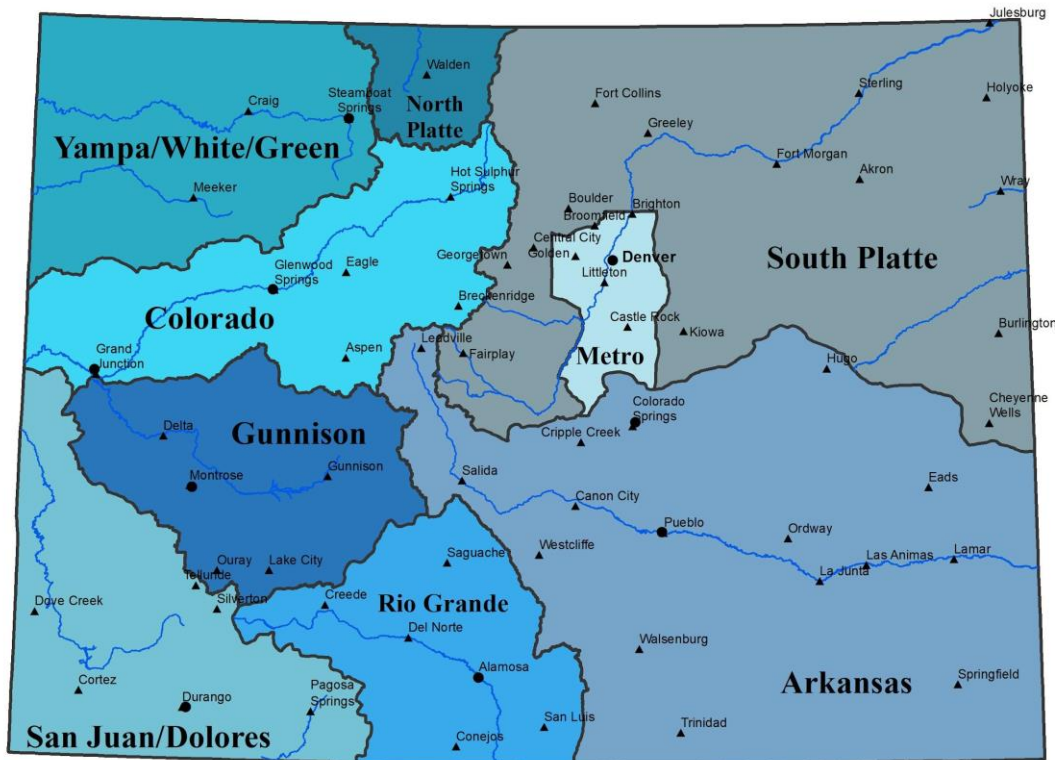 Julesburg
Walden
Sterling
Holyoke
Fort Collins
Steamboat
Springs
Craig
North
Platte
Greeley
Yampa/White/Green
Fort Morgan
Akron
Wray
Hot Sulphur
Springs
Meeker
Boulder
Brighton
Broomfield
Central City
Golden
Georgetown
Denver
South Platte
Eagle
Glenwood
Springs
Littleton
Breckenridge
Colorado
Castle Rock
Kiowa
Burlington
Leadville
Fairplay
Metro
Grand
Junction
Aspen
Hugo
Colorado
Springs
Cheyenne
Wells
Cripple Creek
Delta
Gunnison
Montrose
Gunnison
Salida
Eads
Canon City
Pueblo
Ordway
Westcliffe
Saguache
Las Animas
Lamar
La Junta
Ouray
Lake City
Telluride
Silverton
Dove Creek
Creede
Rio Grande
Del Norte
Walsenburg
Alamosa
Arkansas
Springfield
Cortez
Durango
Pagosa
Springs
San Luis
Trinidad
San Juan/Dolores
Conejos